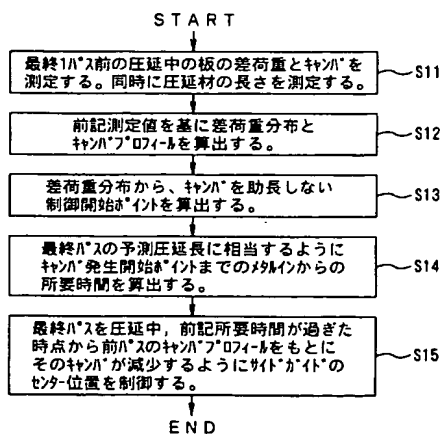 START
最終1パス前の圧延中の板の差荷重とキャンバを
測定する。同時に圧延材の長さを測定する。
S11
前記測定値を基に差荷重分布と
キャンバプロフィールを算出する。
S12
差荷重分布から、キャンバを助長しない
制御開始ポイントを算出する。
S13
最終パスの予測圧延長に相当するように
キャンバ発生開始ポイントまでのメタルインからの
所要時間を算出する。
S14
最終パスを圧延中,前記所要時間が過ぎた
時点から前パスのキャンバプロフィールをもとに
そのキャンバが減少するようにサイドガイドの
センター位置を制御する。
S15
END